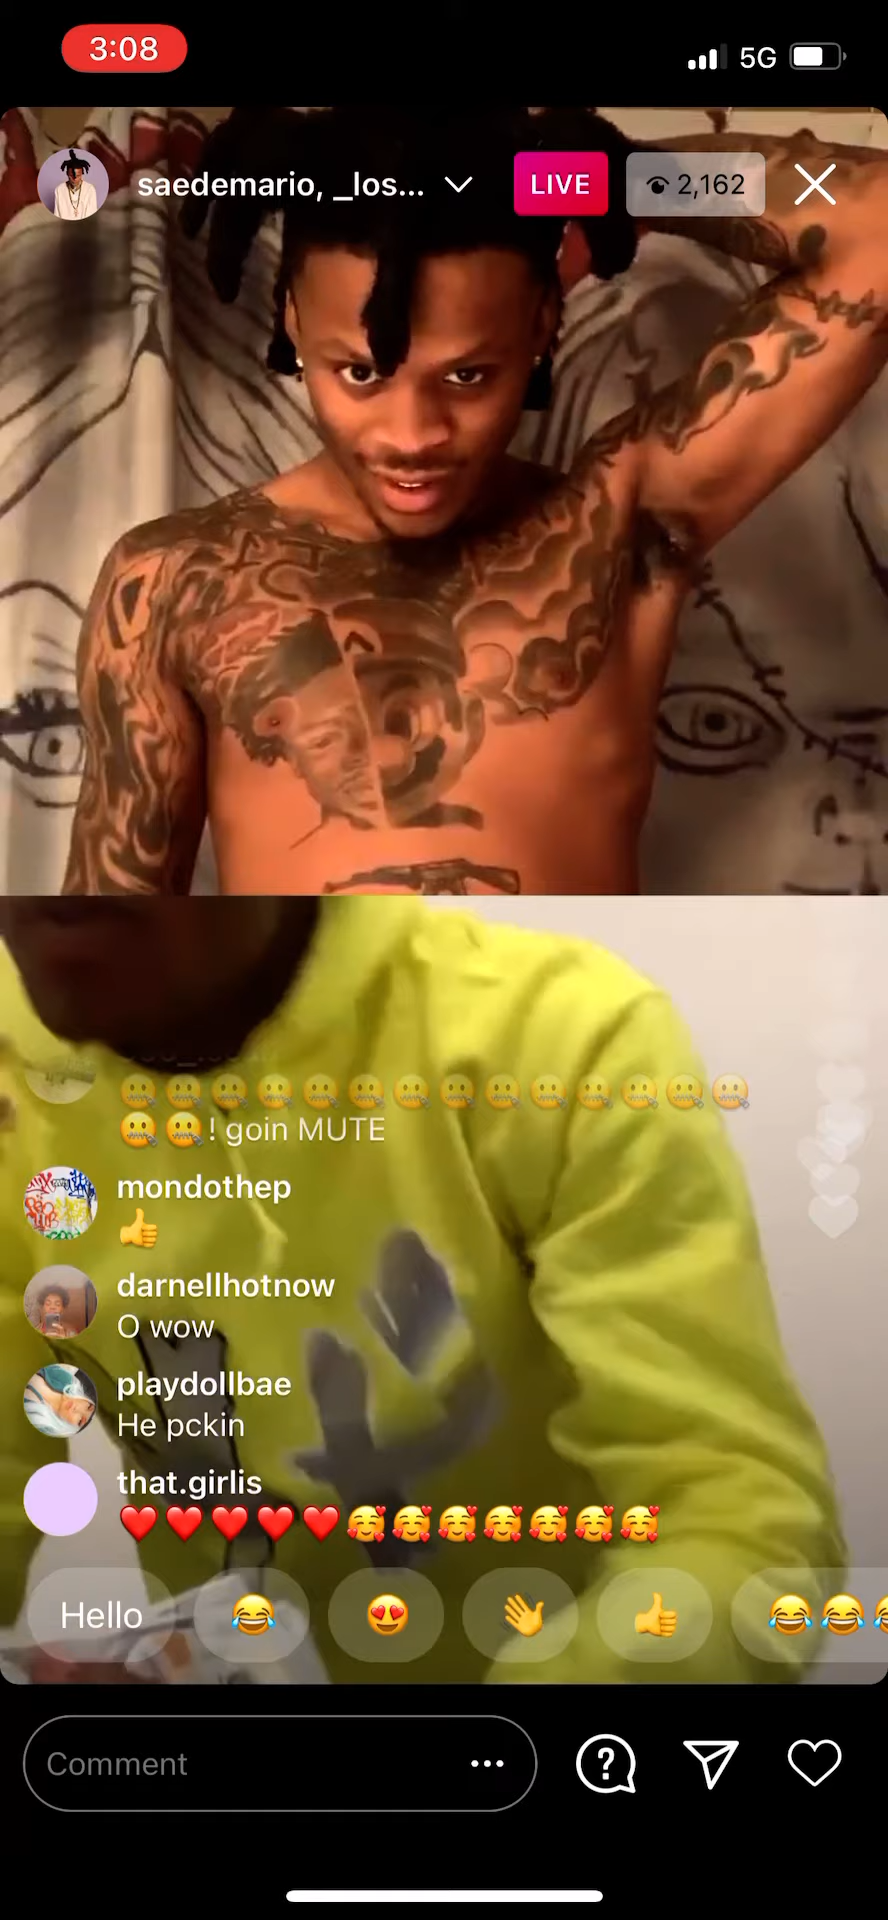 3:08
5G
saedemario, _los...
LIVE
2,162
🤐🤐🤐🤐🤐🤐🤐🤐🤐🤐🤐🤐🤐🤐
🤐🤐! goin MUTE
mondothep
👍
darnellhotnow
O wow
playdollbae
He pckin
that.girlis
❤️❤️❤️❤️❤️🥰🥰🥰🥰🥰🥰🥰
Hello 😂 😍 👋 👍 😂😂
Comment